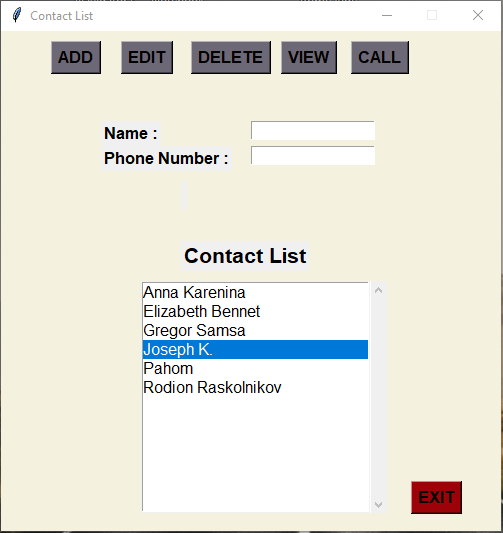 Contact List
ADD EDIT DELETE VIEW CALL
Name :
Phone Number :
Contact List
Anna Karenina
Elizabeth Bennet
Gregor Samsa
Joseph K.
Pahom
Rodion Raskolnikov
EXIT